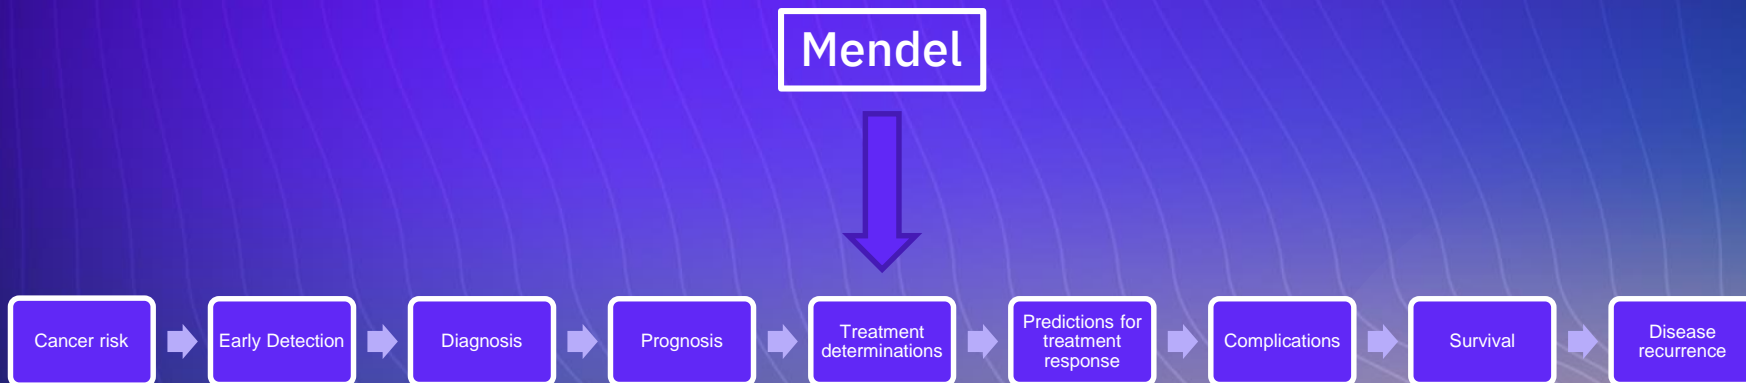 Mendel
Cancer risk
Early Detection
Diagnosis
Prognosis
Treatment
determinations
Predictions for
treatment
response
Complications
Survival
Disease
recurrence